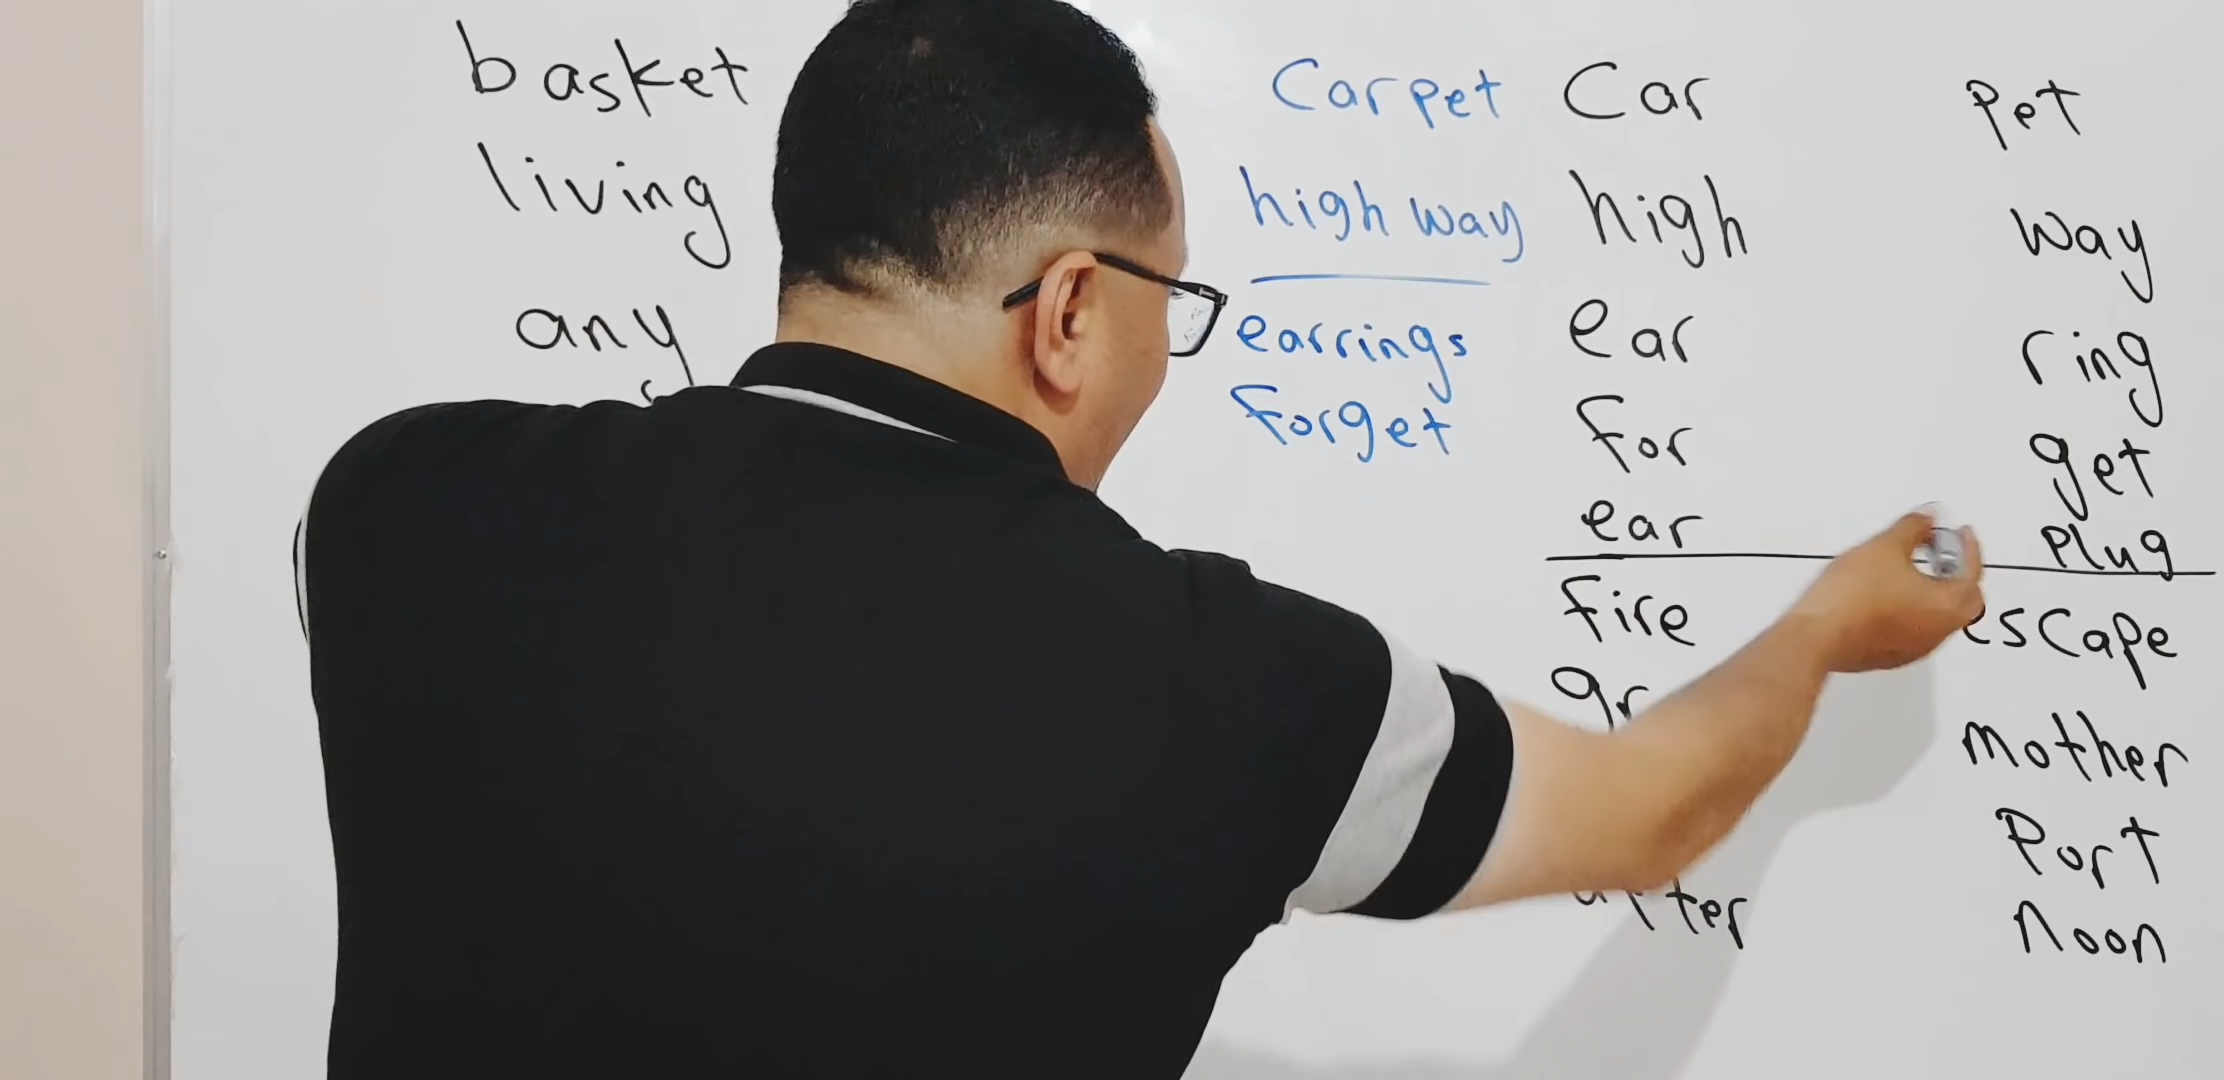 basket
living
any
Carpet
high way
earrings
forget
Car
high
ear
for
ear
fire
Pet
way
ring
get
Plug
escape
mother
Port
Noon